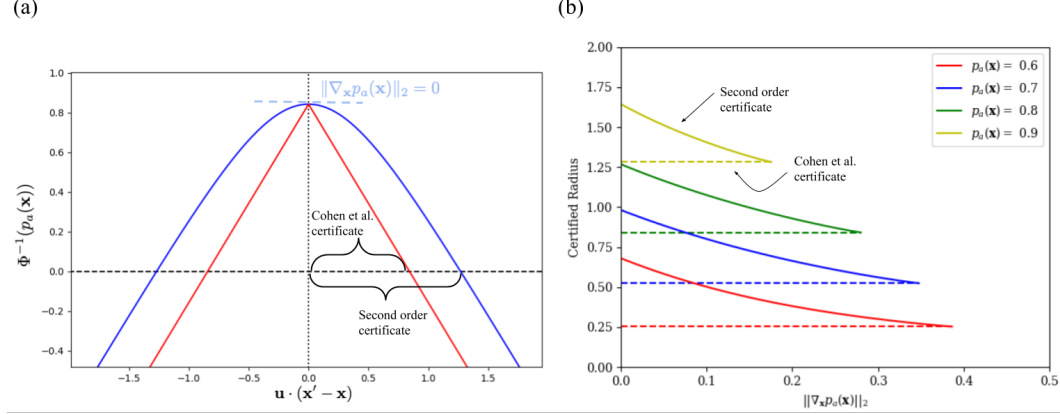 (a)
1.0
0.8
0.6
0.4
0.2
0.0
−0.2
−0.4
Φ⁻¹(pₐ(𝐱))
‖∇ₓpₐ(𝐱)‖₂ = 0
Cohen et al.
certificate
Second order
certificate
−1.5
−1.0
−0.5
0.0
0.5
1.0
1.5
𝐮 · (𝐱′ − 𝐱)
(b)
2.00
1.75
1.50
1.25
1.00
0.75
0.50
0.25
0.00
Certified Radius
pₐ(𝐱) = 0.6
pₐ(𝐱) = 0.7
pₐ(𝐱) = 0.8
pₐ(𝐱) = 0.9
Second order
certificate
Cohen et al.
certificate
0.0
0.1
0.2
0.3
0.4
0.5
‖∇ₓpₐ(𝐱)‖₂